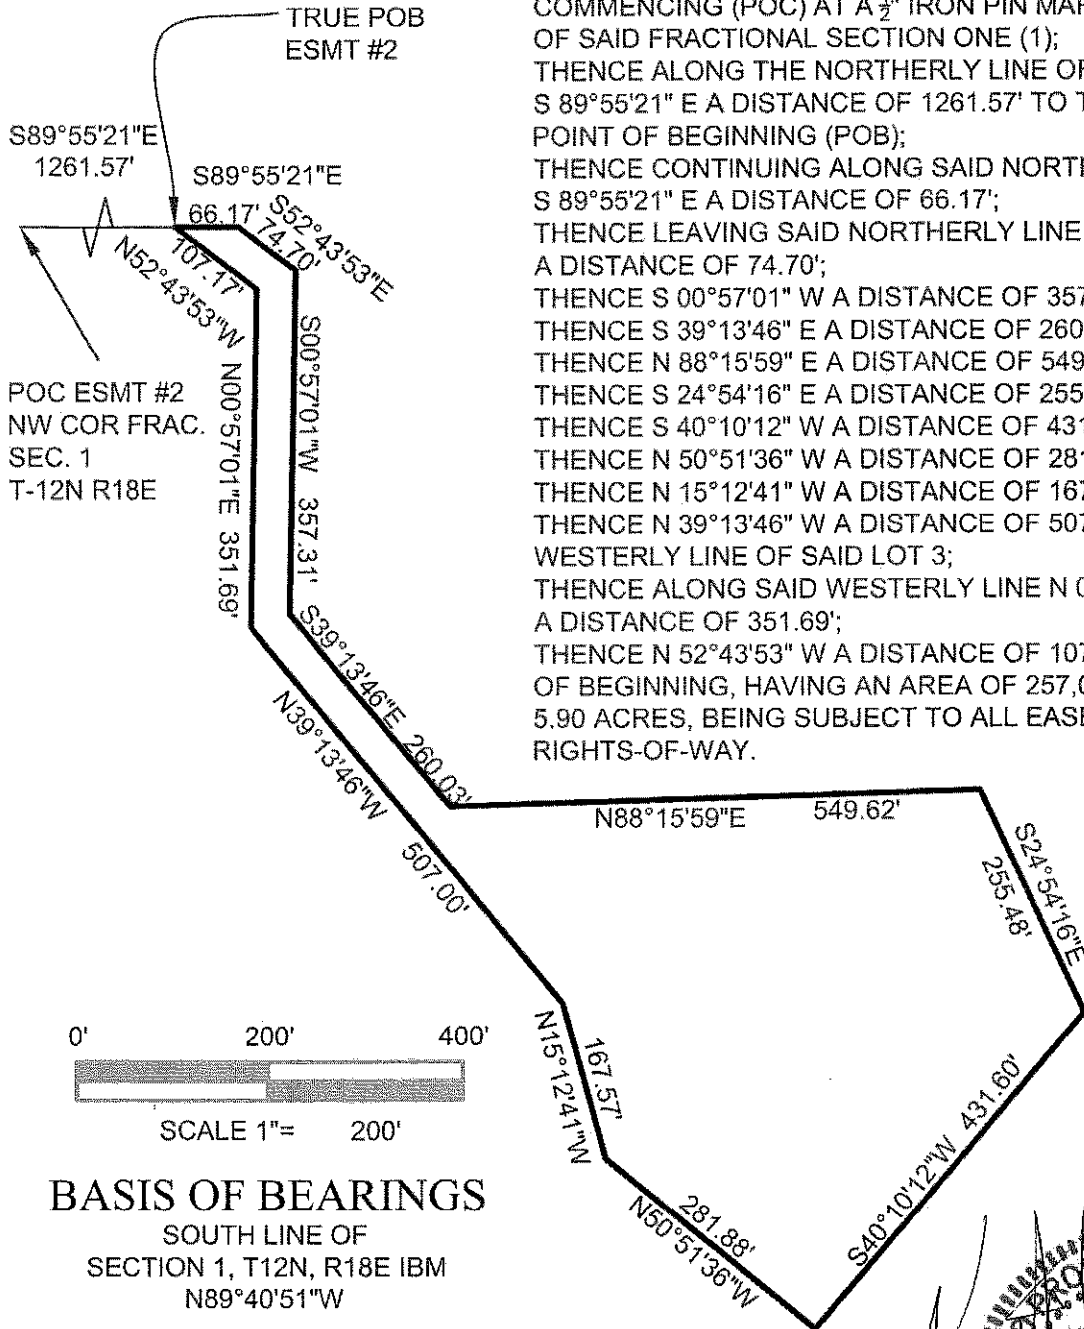 TRUE POB
ESMT #2
S89°55'21"E
1261.57'
S89°55'21"E
66.17'
S52°43'53"E
74.70'
107.17'
N52°43'53"W
POC ESMT #2
NW COR FRAC.
SEC. 1
T-12N R18E
N00°57'01"E 351.69'
S00°57'01"W 357.31'
S39°13'46"E 260.03'
N39°13'46"W 507.00'
N88°15'59"E 549.62'
S24°54'16"E
255.48'
N15°12'41"W
167.57'
S40°10'12"W 431.60'
281.88'
N50°51'36"W
COMMENCING (POC) AT A ½" IRON PIN
OF SAID FRACTIONAL SECTION ONE (1);
THENCE ALONG THE NORTHERLY LINE OF
S 89°55'21" E A DISTANCE OF 1261.57' TO
POINT OF BEGINNING (POB);
THENCE CONTINUING ALONG SAID
S 89°55'21" E A DISTANCE OF 66.17';
THENCE LEAVING SAID NORTHERLY LINE
A DISTANCE OF 74.70';
THENCE S 00°57'01" W A DISTANCE OF 357
THENCE S 39°13'46" E A DISTANCE OF 260
THENCE N 88°15'59" E A DISTANCE OF 549
THENCE S 24°54'16" E A DISTANCE OF 255
THENCE S 40°10'12" W A DISTANCE OF 431
THENCE N 50°51'36" W A DISTANCE OF 281
THENCE N 15°12'41" W A DISTANCE OF 167
THENCE N 39°13'46" W A DISTANCE OF 507
WESTERLY LINE OF SAID LOT 3;
THENCE ALONG SAID WESTERLY LINE N
A DISTANCE OF 351.69';
THENCE N 52°43'53" W A DISTANCE OF 107
OF BEGINNING, HAVING AN AREA OF 257,
5.90 ACRES, BEING SUBJECT TO ALL
RIGHTS-OF-WAY.
0' 200' 400'
SCALE 1"= 200'
BASIS OF BEARINGS
SOUTH LINE OF
SECTION 1, T12N, R18E IBM
N89°40'51"W